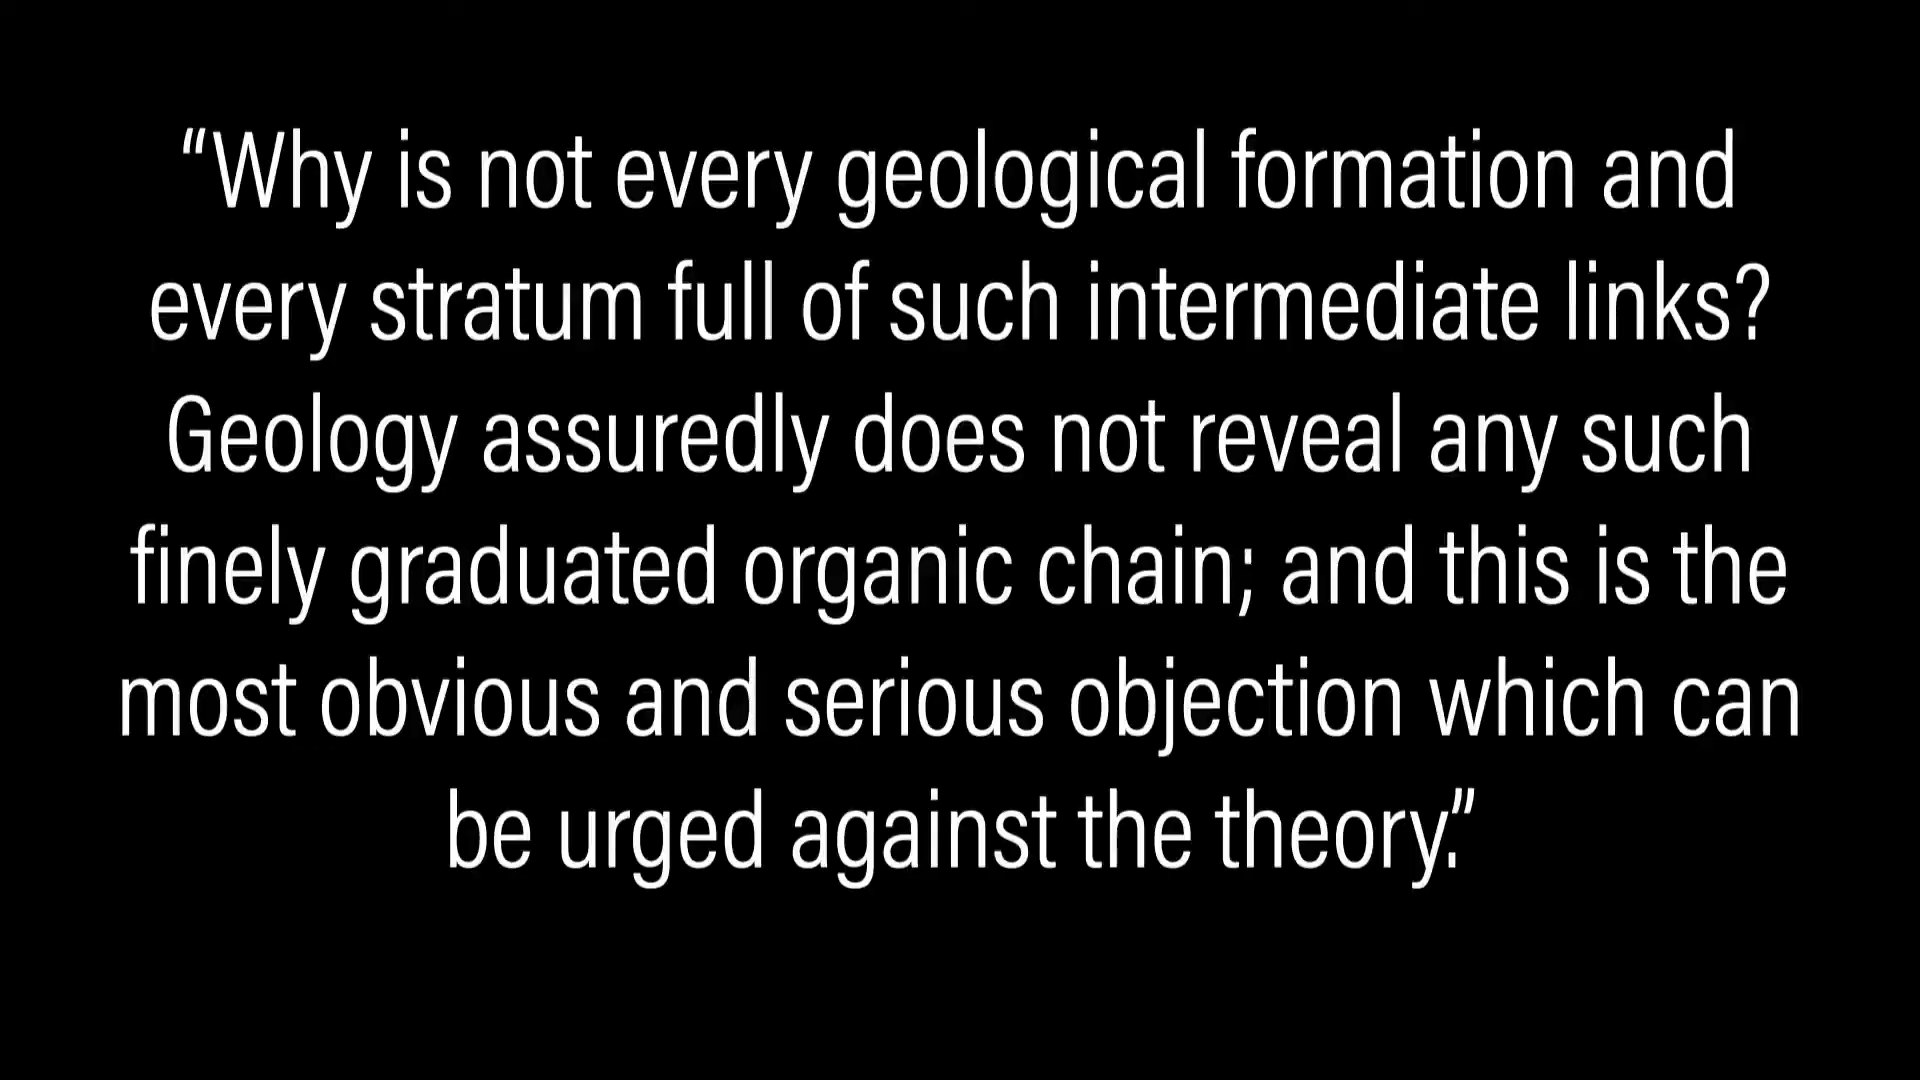 “Why is not every geological formation and
every stratum full of such intermediate links?
Geology assuredly does not reveal any such
finely graduated organic chain; and this is the
most obvious and serious objection which can
be urged against the theory.”